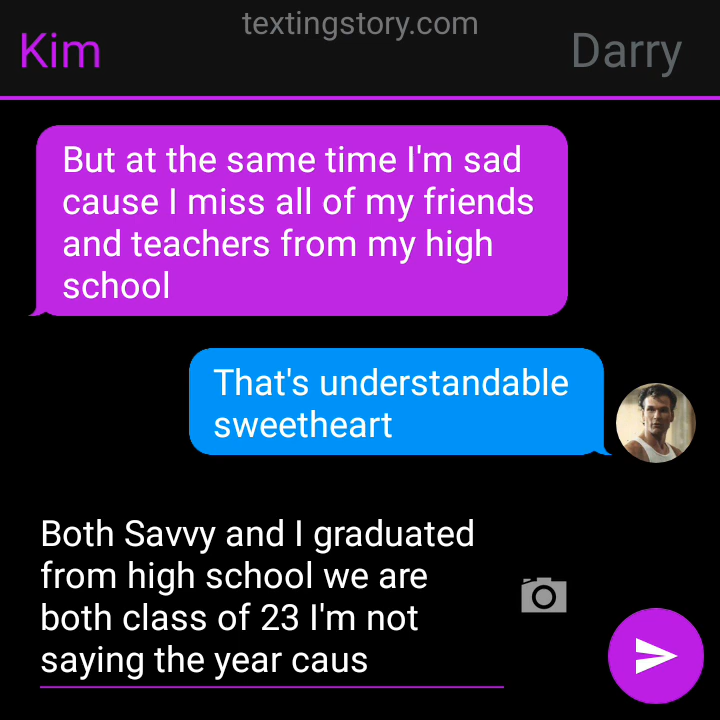 textingstory.com
Kim
Darry
But at the same time I'm sad
cause I miss all of my friends
and teachers from my high
school
That's understandable
sweetheart
Both Savvy and I graduated
from high school we are
both class of 23 I'm not
saying the year caus